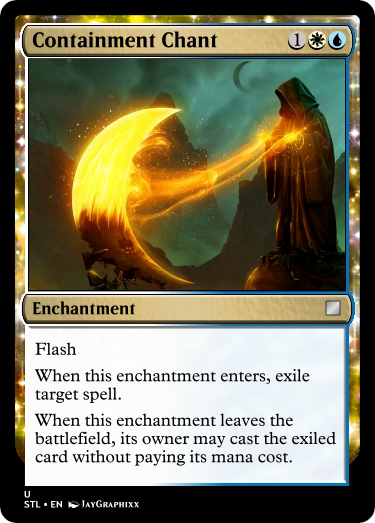 Containment Chant 1
Enchantment
Flash
When this enchantment enters, exile
target spell.
When this enchantment leaves the
battlefield, its owner may cast the exiled
card without paying its mana cost.
U
STL • EN JayGraphixx